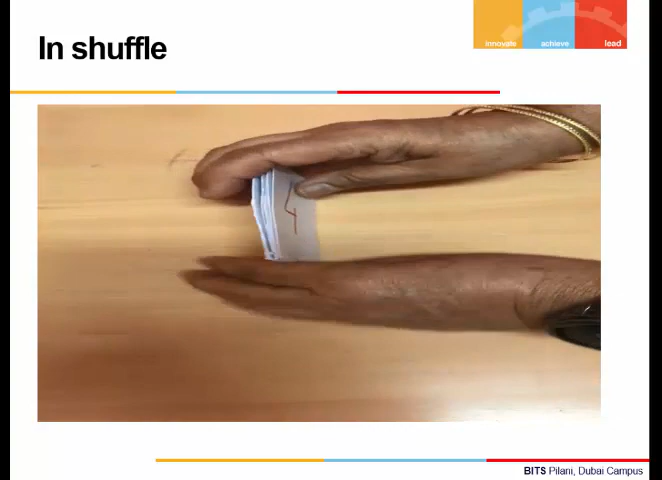 In shuffle
innovate achieve lead
BITS Pilani, Dubai Campus